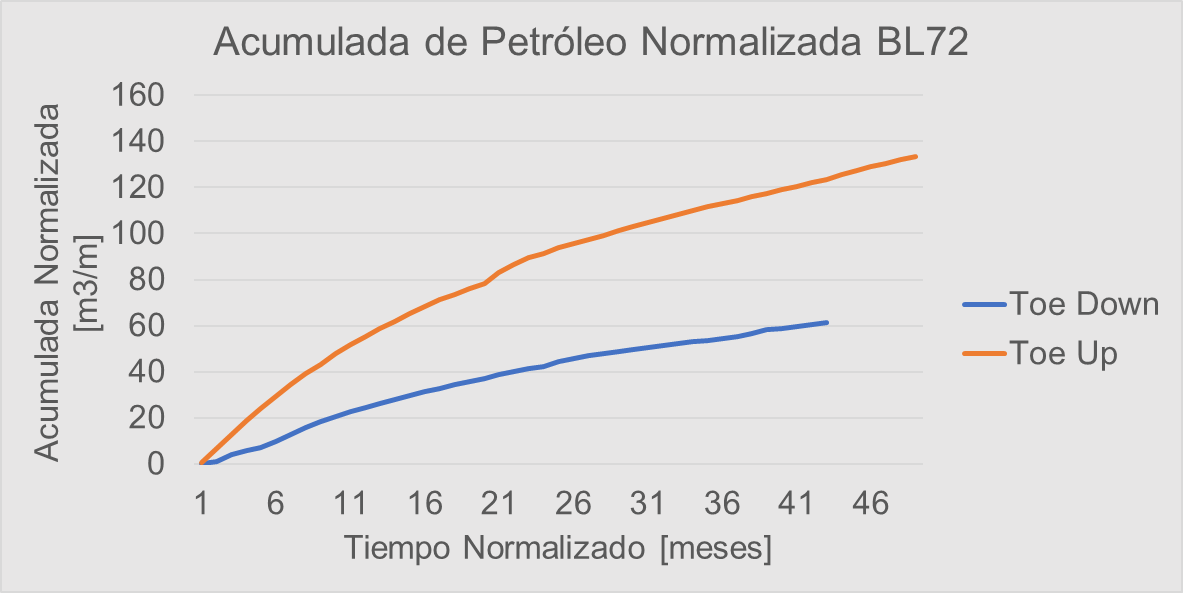 Acumulada de Petróleo Normalizada BL72
Acumulada Normalizada
[m3/m]
160
140
120
100
80
60
40
20
0
1 6 11 16 21 26 31 36 41 46
Tiempo Normalizado [meses]
Toe Down
Toe Up